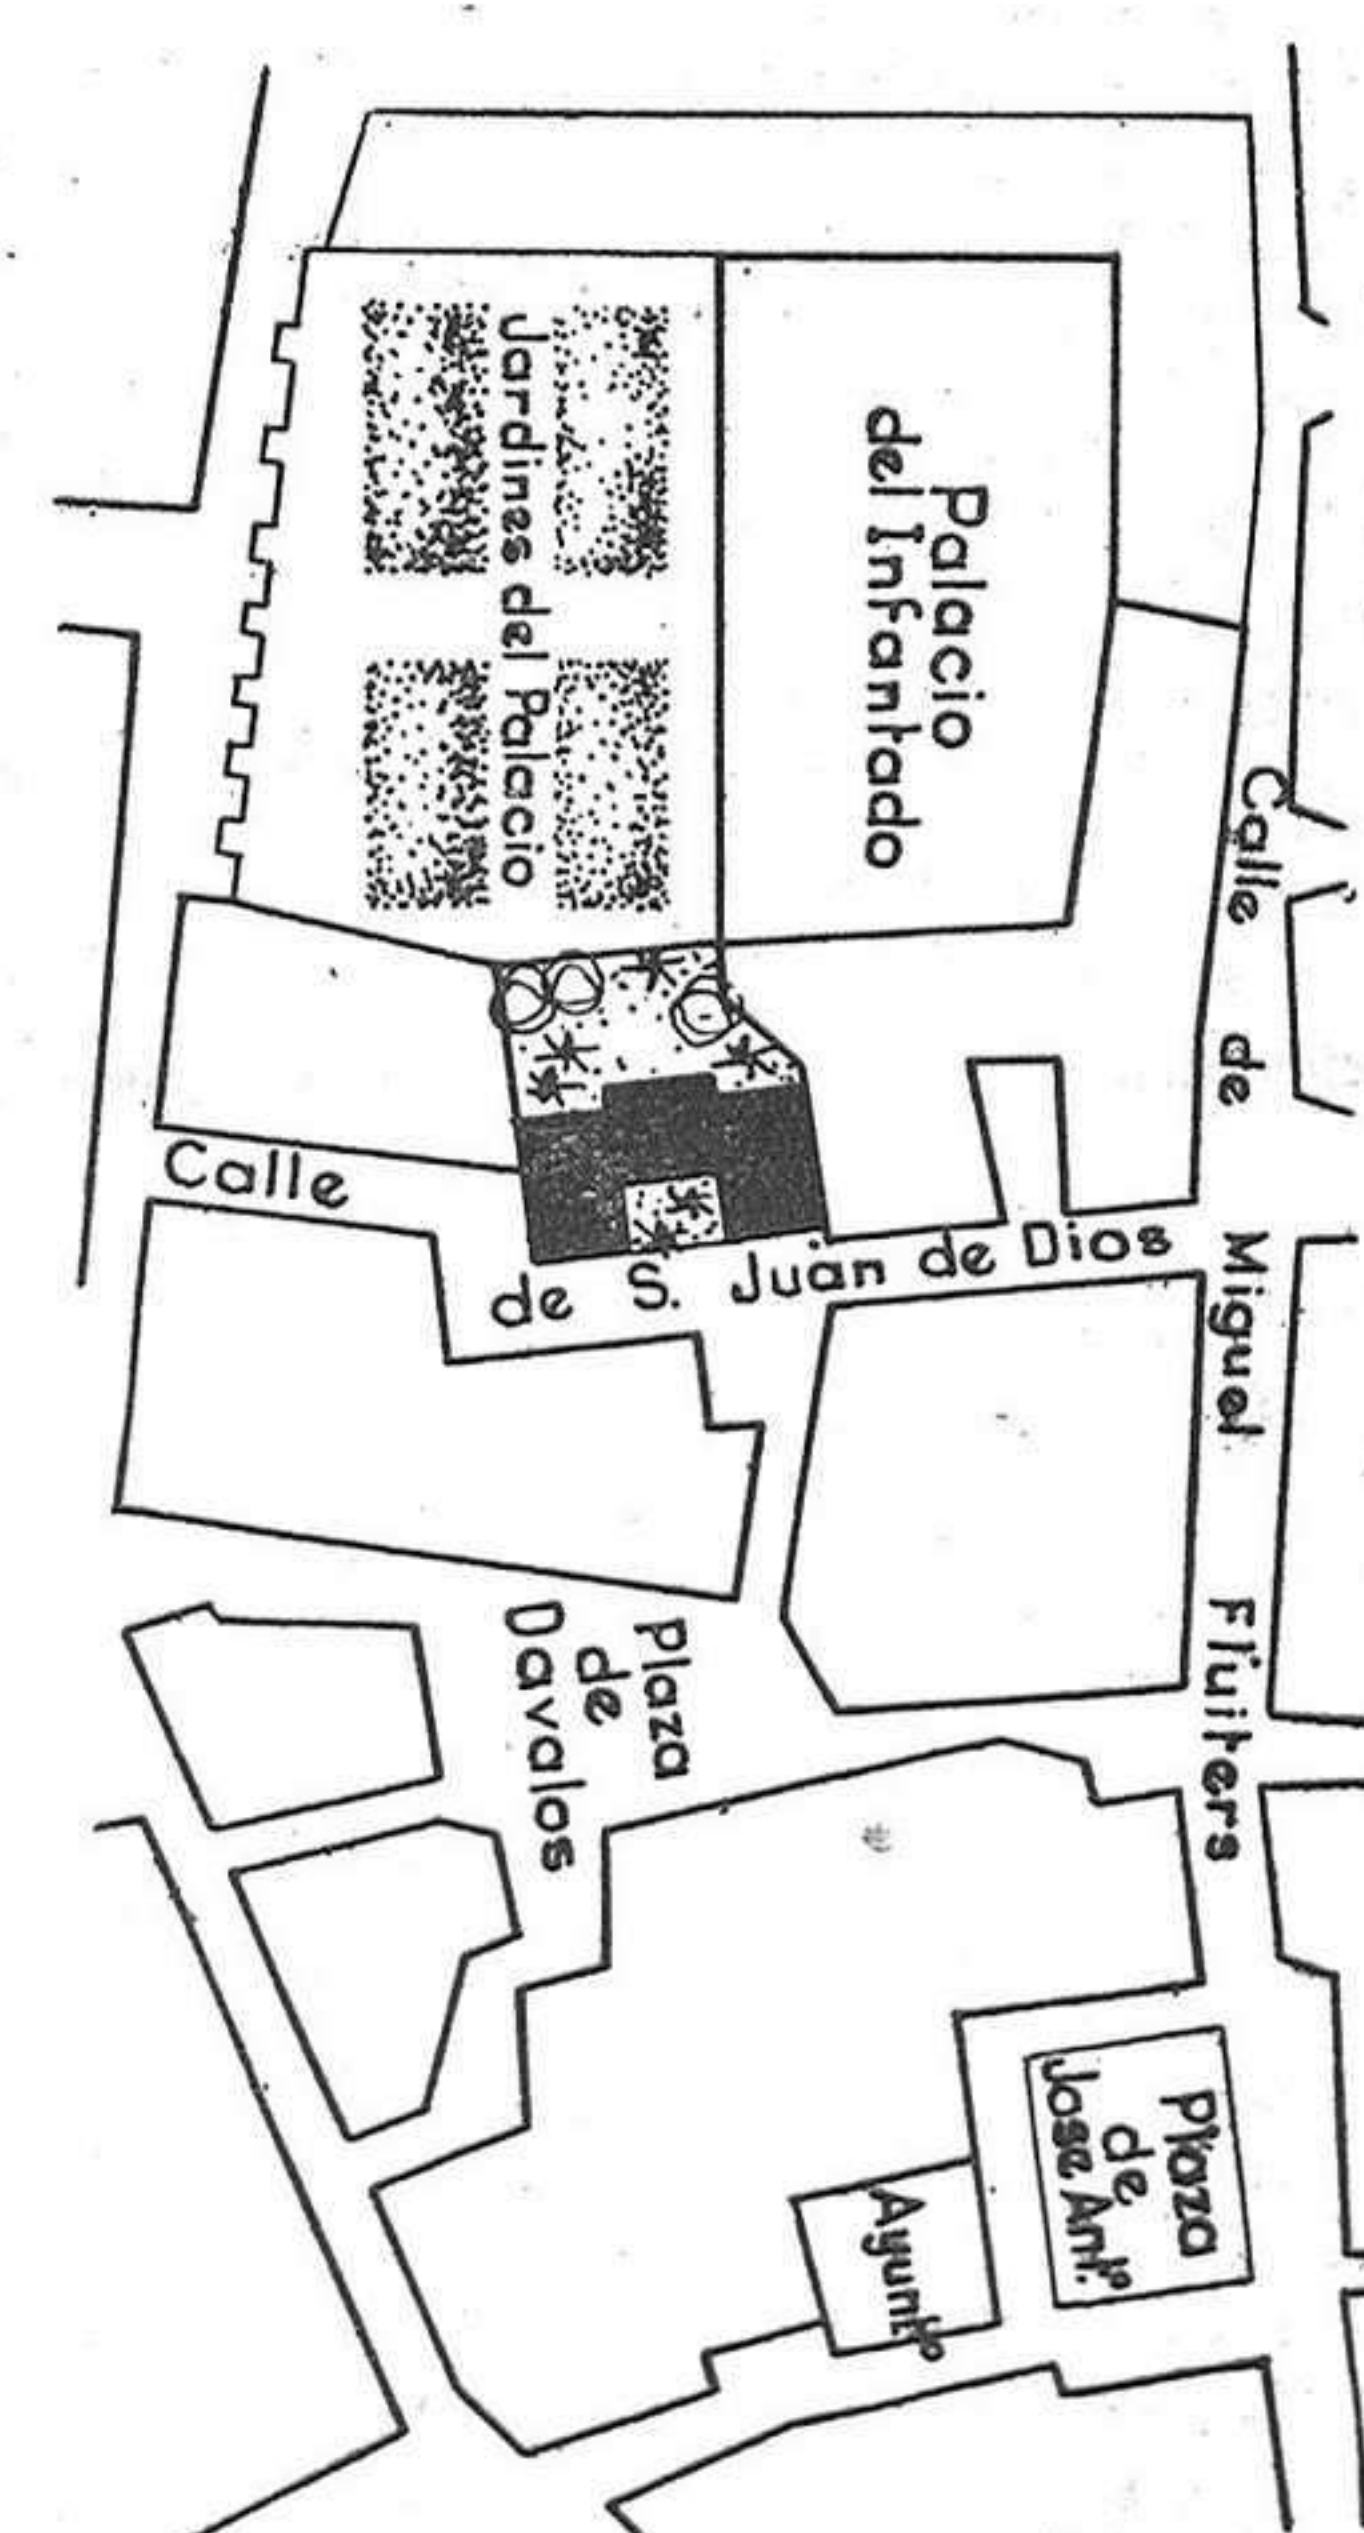 Jardines del Palacio
Palacio
del Infantado
Calle de Miguel Fluiters
Calle de S. Juan de Dios
Plaza
de
Davalos
Plaza
de
Jose Antº.
Ayuntº